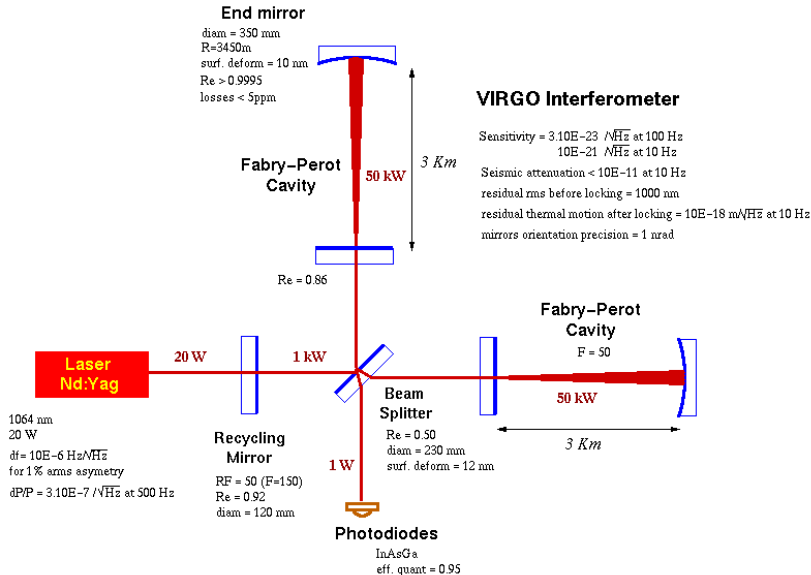 End mirror
diam = 350 mm
R=3450m
surf. deform = 10 nm
Re > 0.9995
losses < 5ppm
VIRGO Interferometer
Sensitivity = 3.10E-23 /√Hz at 100 Hz
10E-21 /√Hz at 10 Hz
Seismic attenuation < 10E-11 at 10 Hz
residual rms before locking = 1000 nm
residual thermal motion after locking = 10E-18 m/√Hz at 10 Hz
mirrors orientation precision = 1 nrad
Fabry-Perot
Cavity
50 kW
3 Km
Re = 0.86
Fabry-Perot
Cavity
F = 50
50 kW
3 Km
Laser
Nd:Yag
20 W
1 kW
1064 nm
20 W
df= 10E-6 Hz/√Hz
for 1% arms asymetry
dP/P = 3.10E-7 /√Hz at 500 Hz
Recycling
Mirror
RF = 50 (F=150)
Re = 0.92
diam = 120 mm
Beam
Splitter
Re = 0.50
diam = 230 mm
surf. deform = 12 nm
1 W
Photodiodes
InAsGa
eff. quant = 0.95